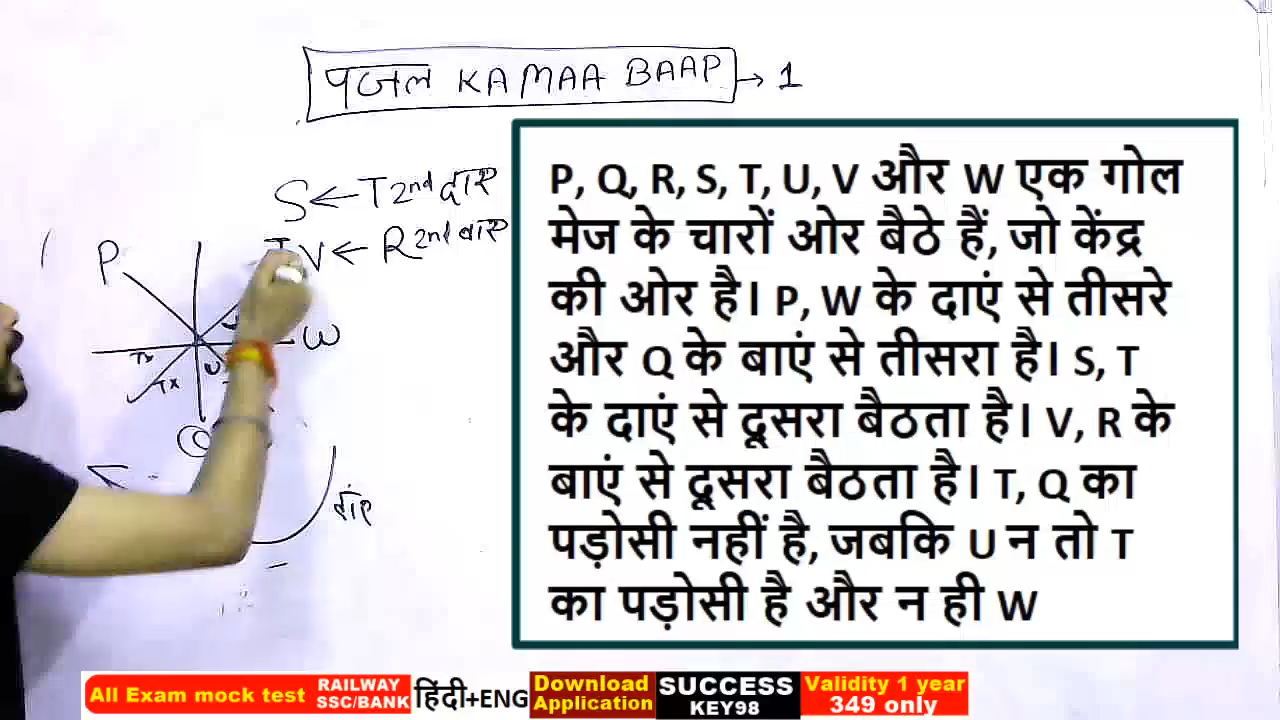 पजल KAMAA BAAP → 1
S ← T 2nd दाएं
V ← R 2nd बाएं
P
W
U
TX
बाएं
P, Q, R, S, T, U, V और W एक गोल
मेज के चारों ओर बैठे हैं, जो केंद्र
की ओर है। P, W के दाएं से तीसरे
और Q के बाएं से तीसरा है। S, T
के दाएं से दूसरा बैठता है। V, R के
बाएं से दूसरा बैठता है। T, Q का
पड़ोसी नहीं है, जबकि U न तो T
का पड़ोसी है और न ही W
All Exam mock test RAILWAY SSC/BANK हिंदी+ENG Download Application SUCCESS KEY98 Validity 1 year 349 only